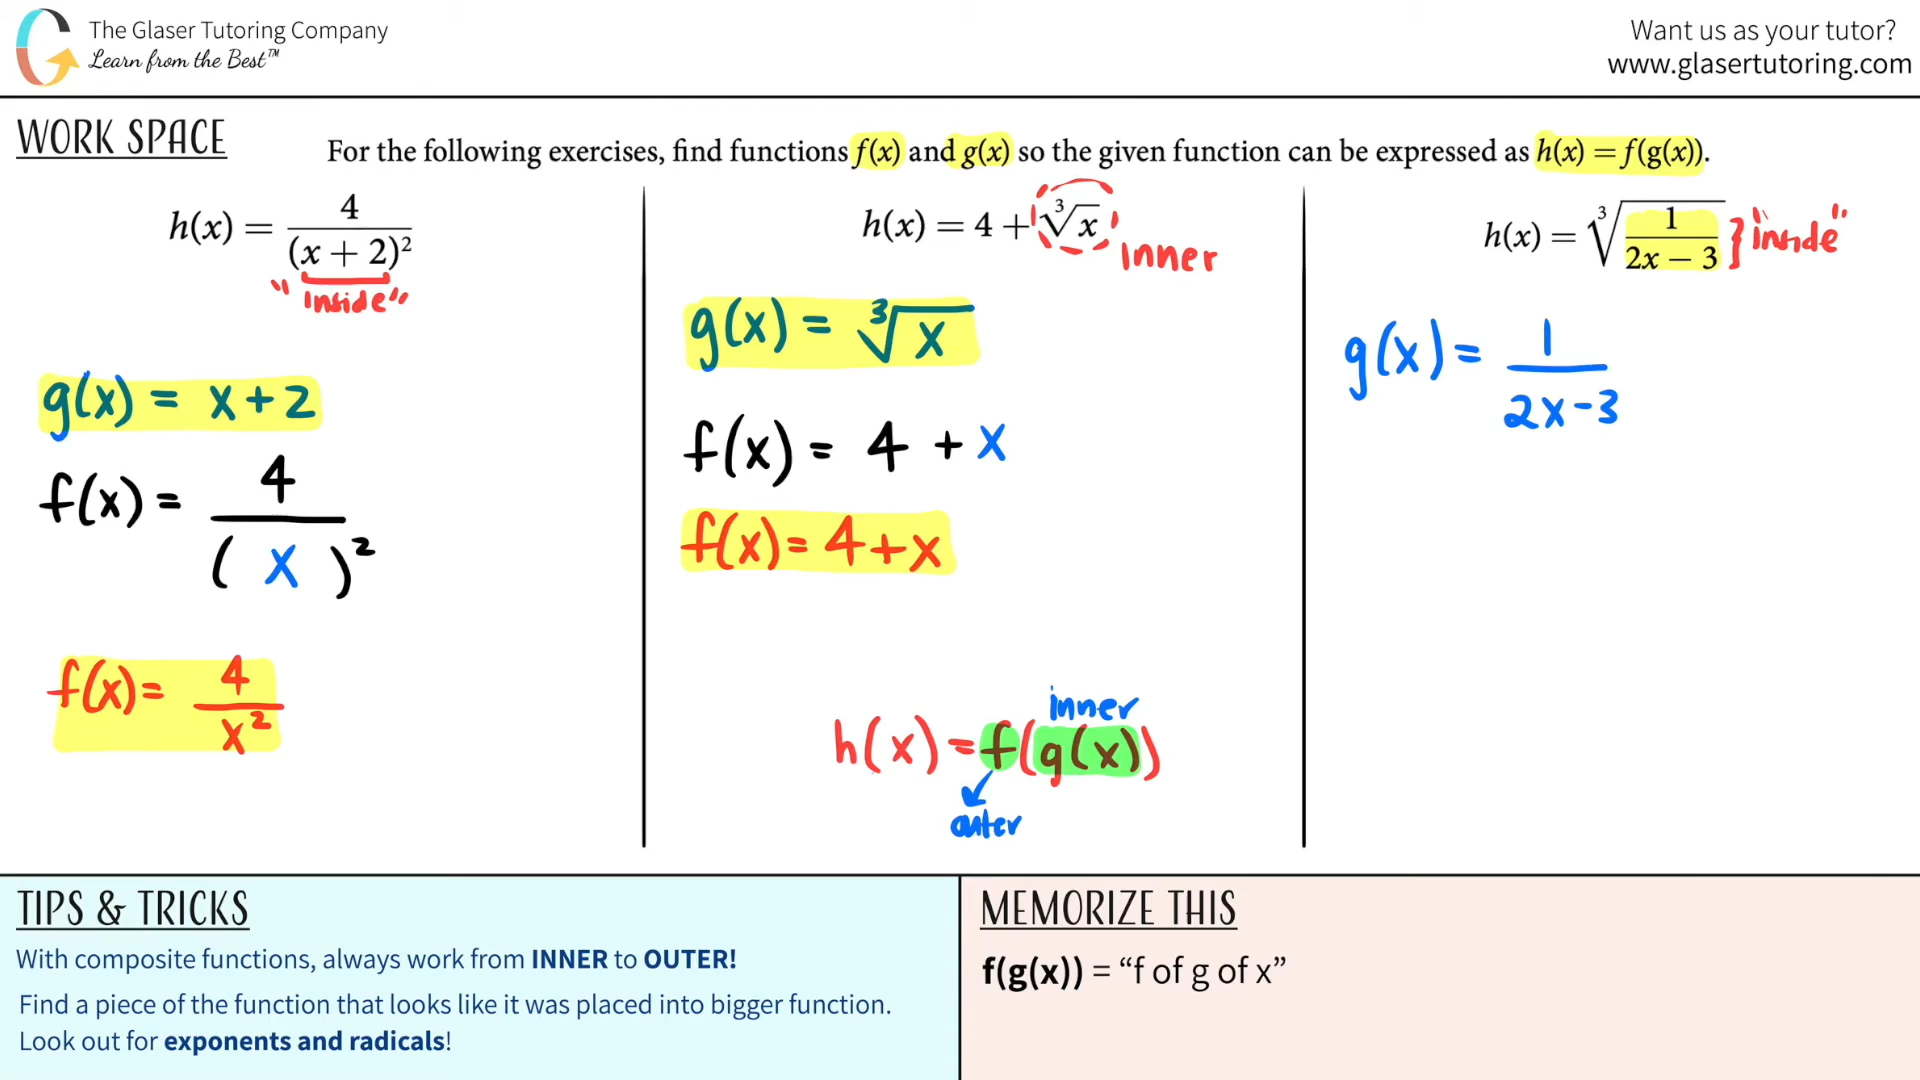 The Glaser Tutoring Company
Learn from the Best™
Want us as your tutor?
www.glasertutoring.com
WORK SPACE
For the following exercises, find functions f(x) and g(x) so the given function can be expressed as h(x) = f(g(x)).
h(x) = 4/(x + 2)²
"inside"
g(x) = x+2
f(x) = 4/( x )²
f(x) = 4/x²
h(x) = 4 + ∛x
inner
g(x) = ∛x
f(x) = 4 + x
f(x) = 4+x
inner
h(x) = f(g(x))
outer
h(x) = ∛(1/(2x − 3))
"inside"
g(x) = 1/(2x-3)
TIPS & TRICKS
With composite functions, always work from INNER to OUTER!
Find a piece of the function that looks like it was placed into bigger function.
Look out for exponents and radicals!
MEMORIZE THIS
f(g(x)) = “f of g of x”